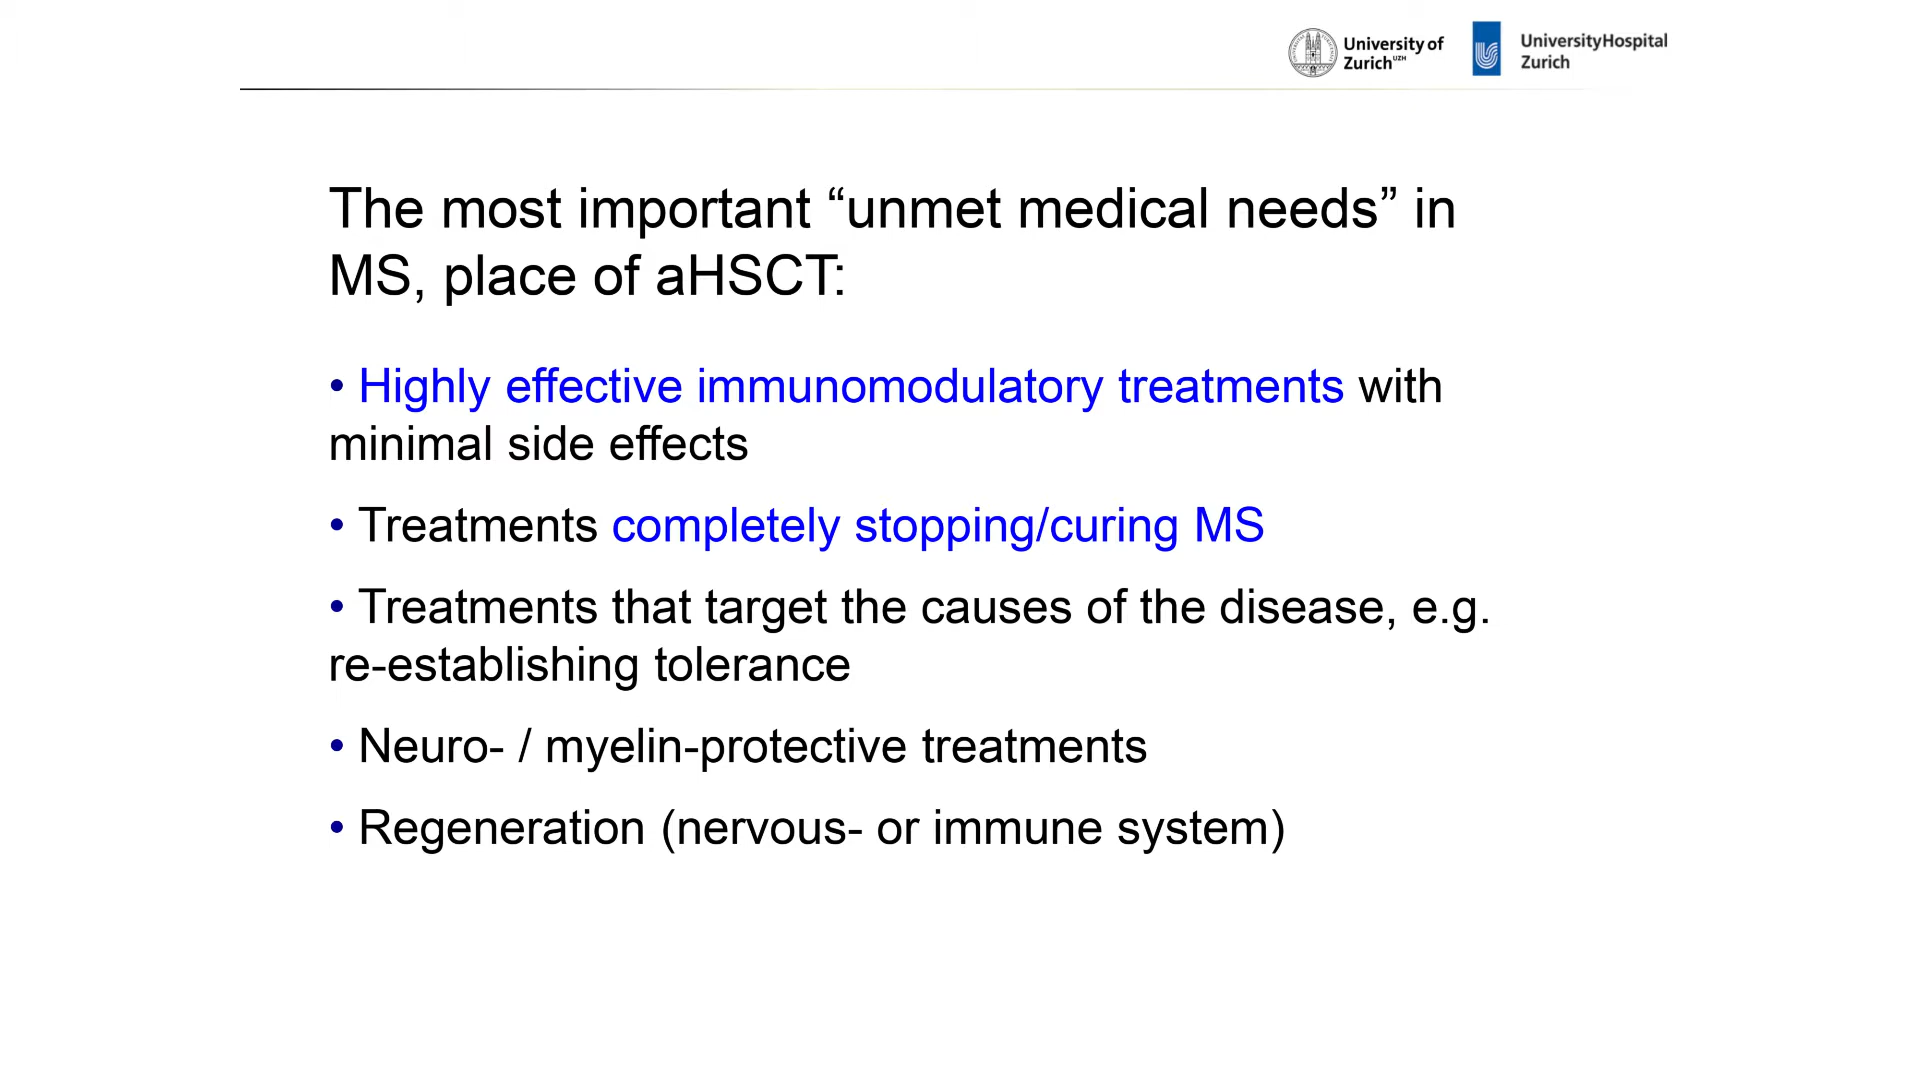 University of
Zurich UZH
UniversityHospital
Zurich
The most important “unmet medical needs” in
MS, place of aHSCT:
• Highly effective immunomodulatory treatments with
minimal side effects
• Treatments completely stopping/curing MS
• Treatments that target the causes of the disease, e.g.
re-establishing tolerance
• Neuro- / myelin-protective treatments
• Regeneration (nervous- or immune system)